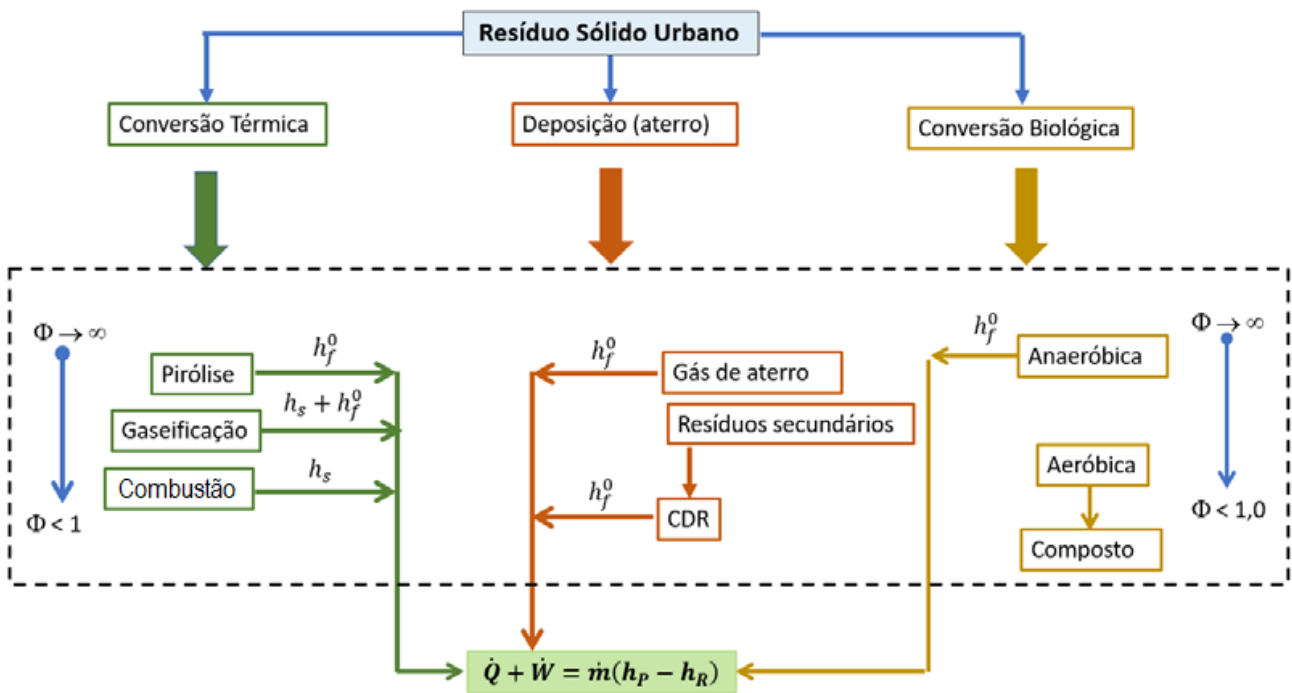 Resíduo Sólido Urbano
Conversão Térmica
Deposição (aterro)
Conversão Biológica
Φ → ∞
Pirólise
h_f^0
Gaseificação
h_s + h_f^0
Combustão
h_s
Φ < 1
h_f^0
Gás de aterro
Resíduos secundários
h_f^0
CDR
h_f^0
Anaeróbica
Φ → ∞
Aeróbica
Composto
Φ < 1,0
Q̇ + Ẇ = ṁ(h_P − h_R)